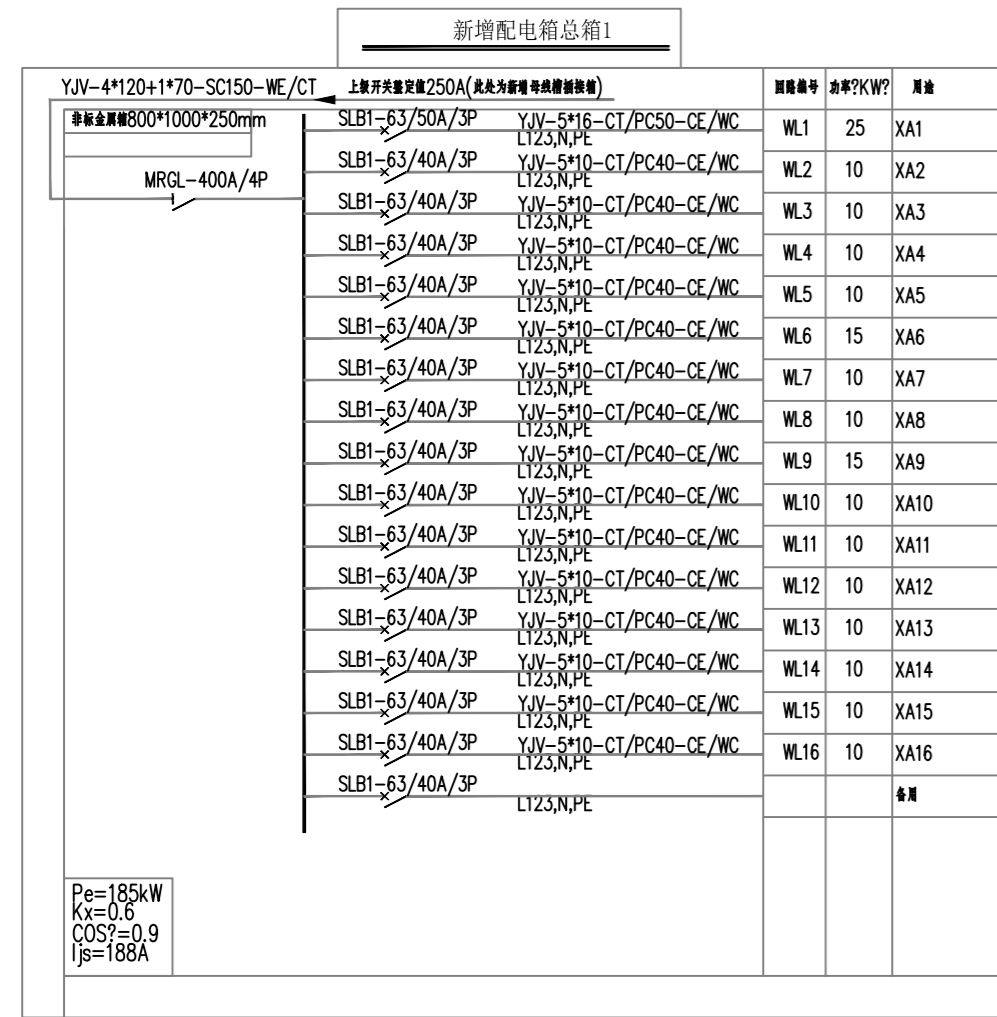 新增配电箱总箱1
YJV-4*120+1*70-SC150-WE/CT 上级开关整定值250A(此处为新增母线槽插接箱) 回路编号 功率?KW? 用途
非标金属箱800*1000*250mm
MRGL-400A/4P
SLB1-63/50A/3P YJV-5*16-CT/PC50-CE/WC WL1 25 XA1
L123,N,PE
SLB1-63/40A/3P YJV-5*10-CT/PC40-CE/WC WL2 10 XA2
L123,N,PE
SLB1-63/40A/3P YJV-5*10-CT/PC40-CE/WC WL3 10 XA3
L123,N,PE
SLB1-63/40A/3P YJV-5*10-CT/PC40-CE/WC WL4 10 XA4
L123,N,PE
SLB1-63/40A/3P YJV-5*10-CT/PC40-CE/WC WL5 10 XA5
L123,N,PE
SLB1-63/40A/3P YJV-5*10-CT/PC40-CE/WC WL6 15 XA6
L123,N,PE
SLB1-63/40A/3P YJV-5*10-CT/PC40-CE/WC WL7 10 XA7
L123,N,PE
SLB1-63/40A/3P YJV-5*10-CT/PC40-CE/WC WL8 10 XA8
L123,N,PE
SLB1-63/40A/3P YJV-5*10-CT/PC40-CE/WC WL9 15 XA9
L123,N,PE
SLB1-63/40A/3P YJV-5*10-CT/PC40-CE/WC WL10 10 XA10
L123,N,PE
SLB1-63/40A/3P YJV-5*10-CT/PC40-CE/WC WL11 10 XA11
L123,N,PE
SLB1-63/40A/3P YJV-5*10-CT/PC40-CE/WC WL12 10 XA12
L123,N,PE
SLB1-63/40A/3P YJV-5*10-CT/PC40-CE/WC WL13 10 XA13
L123,N,PE
SLB1-63/40A/3P YJV-5*10-CT/PC40-CE/WC WL14 10 XA14
L123,N,PE
SLB1-63/40A/3P YJV-5*10-CT/PC40-CE/WC WL15 10 XA15
L123,N,PE
SLB1-63/40A/3P YJV-5*10-CT/PC40-CE/WC WL16 10 XA16
L123,N,PE
SLB1-63/40A/3P 备用
L123,N,PE
Pe=185kW
Kx=0.6
COS?=0.9
Ijs=188A